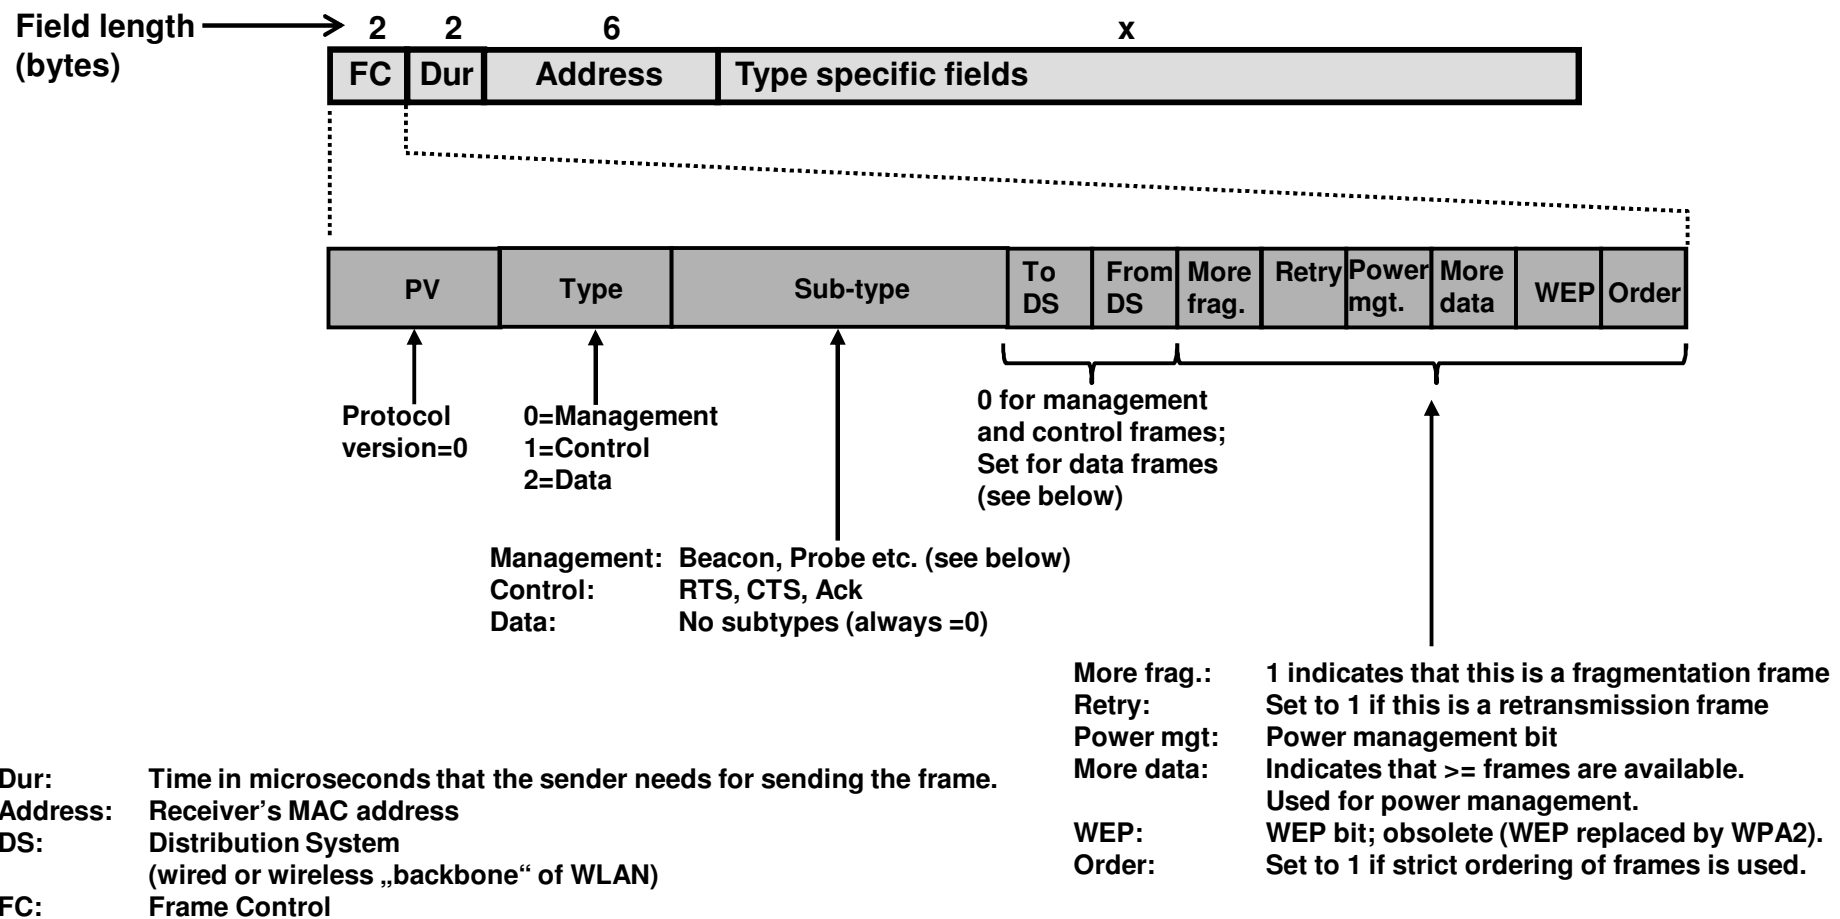 Field length
(bytes)
2 2 6 x
FC Dur Address Type specific fields
PV Type Sub-type To DS From DS More frag. Retry Power mgt. More data WEP Order
Protocol
version=0
0=Management
1=Control
2=Data
0 for management
and control frames;
Set for data frames
(see below)
Management: Beacon, Probe etc. (see below)
Control: RTS, CTS, Ack
Data: No subtypes (always =0)
More frag.: 1 indicates that this is a fragmentation frame
Retry: Set to 1 if this is a retransmission frame
Power mgt: Power management bit
More data: Indicates that >= frames are available.
Used for power management.
WEP: WEP bit; obsolete (WEP replaced by WPA2).
Order: Set to 1 if strict ordering of frames is used.
Dur: Time in microseconds that the sender needs for sending the frame.
Address: Receiver's MAC address
DS: Distribution System
(wired or wireless „backbone“ of WLAN)
FC: Frame Control